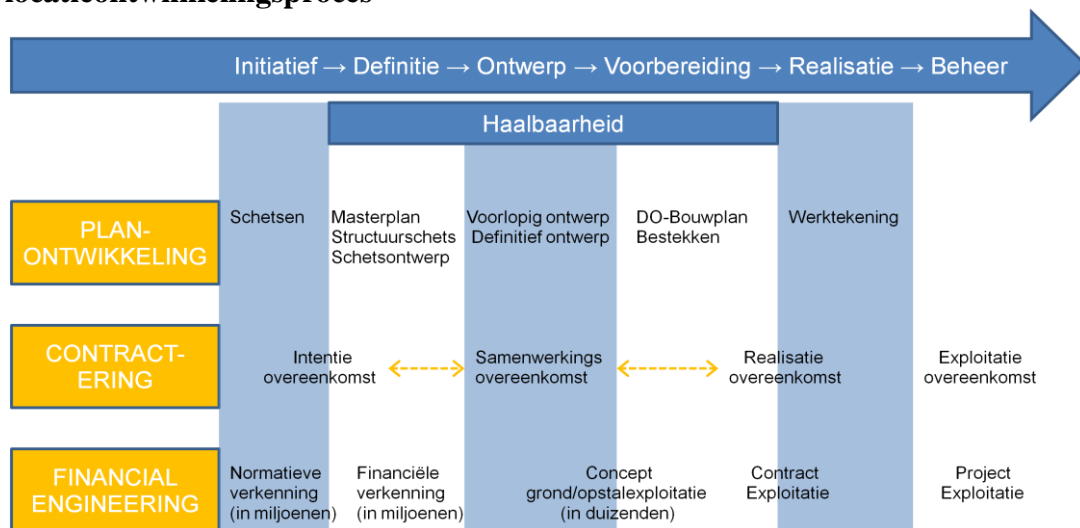 locatieontwikkelingsproces
Initiatief → Definitie → Ontwerp → Voorbereiding → Realisatie → Beheer
Haalbaarheid
PLAN-
ONTWIKKELING
Schetsen
Masterplan
Structuurschets
Schetsontwerp
Voorlopig ontwerp
Definitief ontwerp
DO-Bouwplan
Bestekken
Werktekening
CONTRACT-
ERING
Intentie
overeenkomst
Samenwerkings
overeenkomst
Realisatie
overeenkomst
Exploitatie
overeenkomst
FINANCIAL
ENGINEERING
Normatieve
verkenning
(in miljoenen)
Financiële
verkenning
(in miljoenen)
Concept
grond/opstalexploitatie
(in duizenden)
Contract
Exploitatie
Project
Exploitatie